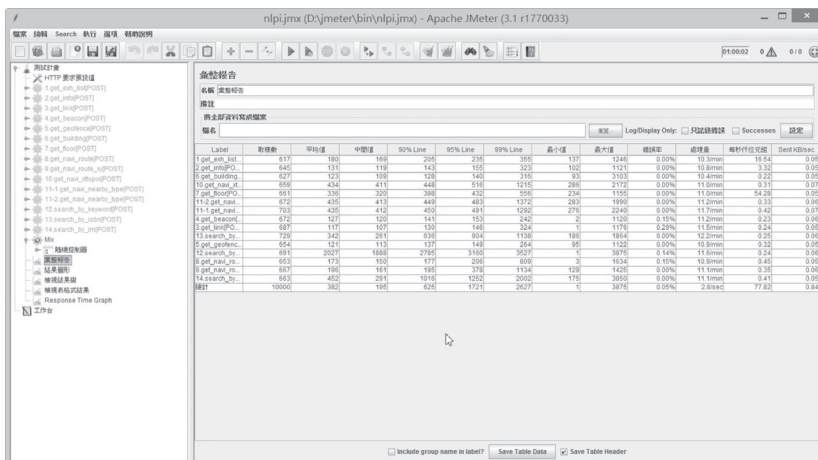 nlpi.jmx (D:\jmeter\bin\nlpi.jmx) - Apache JMeter (3.1 r1770033)
檔案 編輯 Search 執行 選項 輔助說明
01:00:02 0 0 / 0
測試計畫
HTTP 要求預設值
1.get_exh_list[POST]
2.get_info[POST]
3.get_link[POST]
4.get_beacon[POST]
5.get_geofence[POST]
6.get_building[POST]
7.get_floor[POST]
8.get_navi_route[POST]
9.get_navi_route_xy[POST]
10.get_navi_xtopoi[POST]
11-1.get_navi_nearby_type[POST]
11-2.get_navi_nearby_type[POST]
12.search_by_keyword[POST]
13.search_by_isbn[POST]
14.search_by_im[POST]
Mix
隨機控制器
彙整報告
結果圖形
檢視結果樹
檢視表格式結果
Response Time Graph
工作台
彙整報告
名稱 彙整報告
備註
將全部資料寫成檔案
檔名 瀏覽... Log/Display Only: 只記錄錯誤 Successes 設定
Label 取樣數 平均值 中間值 90% Line 95% Line 99% Line 最小值 最大值 錯誤率 處理量 每秒仟位元組 Sent KB/sec
1.get_exh_list... 617 180 169 205 235 355 137 1246 0.00% 10.3/min 16.54 0.05
2.get_info[PO... 645 131 119 143 155 323 102 1121 0.00% 10.8/min 3.32 0.05
6.get_building... 627 123 109 128 140 316 93 3103 0.00% 10.4/min 0.22 0.05
10.get_navi_xt... 659 434 411 448 516 1215 286 2172 0.00% 11.0/min 0.31 0.07
7.get_floor[PO... 661 336 320 388 432 556 234 1155 0.00% 11.0/min 54.28 0.05
11-2.get_navi... 672 435 413 449 483 1372 283 1990 0.00% 11.2/min 0.33 0.06
11-1.get_navi... 703 435 412 450 491 1292 276 2240 0.00% 11.7/min 0.42 0.07
4.get_beacon[... 672 127 120 141 153 242 2 1120 0.15% 11.2/min 0.23 0.06
3.get_link[PO... 687 117 107 130 146 324 1 1176 0.29% 11.5/min 0.24 0.05
13.search_by... 729 342 261 636 904 1138 186 1864 0.00% 12.2/min 0.25 0.06
5.get_geofenc... 654 121 113 137 149 264 95 1122 0.00% 10.9/min 0.32 0.05
12.search_by... 691 2027 1888 2785 3160 3527 1 3875 0.14% 11.6/min 0.24 0.06
8.get_navi_ro... 653 173 150 177 206 809 3 1634 0.15% 10.9/min 0.45 0.05
9.get_navi_ro... 667 196 161 195 378 1134 129 1425 0.00% 11.1/min 0.35 0.06
14.search_by... 663 452 291 1016 1252 2002 175 3850 0.00% 11.1/min 0.41 0.05
總計 10000 382 195 625 1721 2627 1 3875 0.05% 2.8/sec 77.82 0.84
Include group name in label? Save Table Data Save Table Header